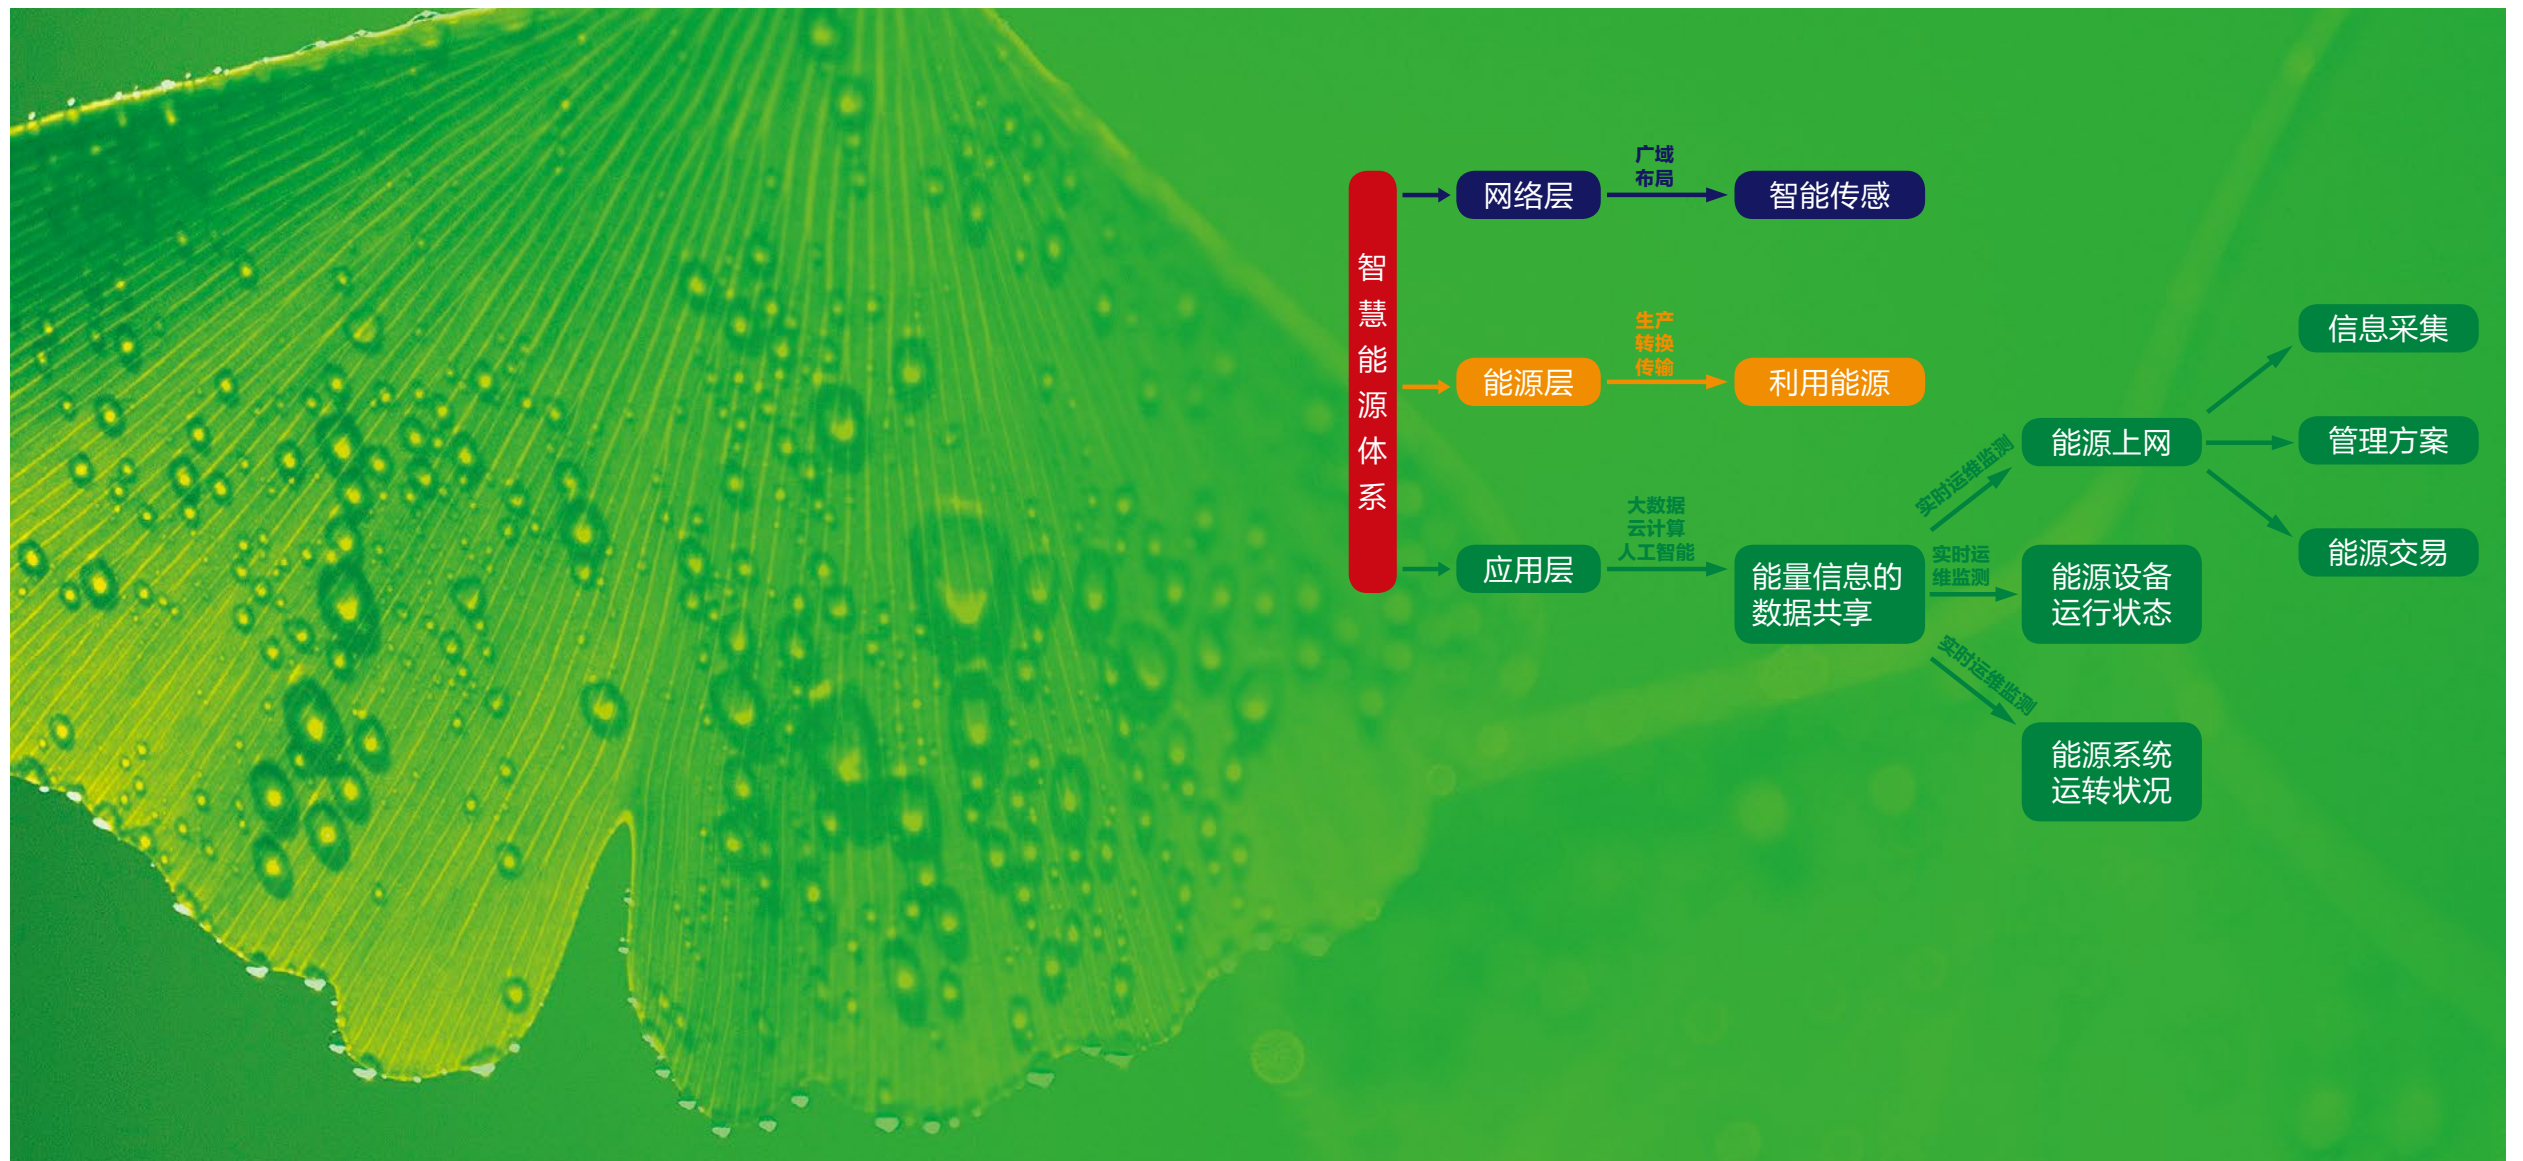 智慧能源体系
广域
布局
网络层
智能传感
生产
转换
传输
能源层
利用能源
大数据
云计算
人工智能
应用层
能量信息的
数据共享
实时运维监测
能源上网
信息采集
管理方案
能源交易
实时运
维监测
能源设备
运行状态
实时运维监测
能源系统
运转状况